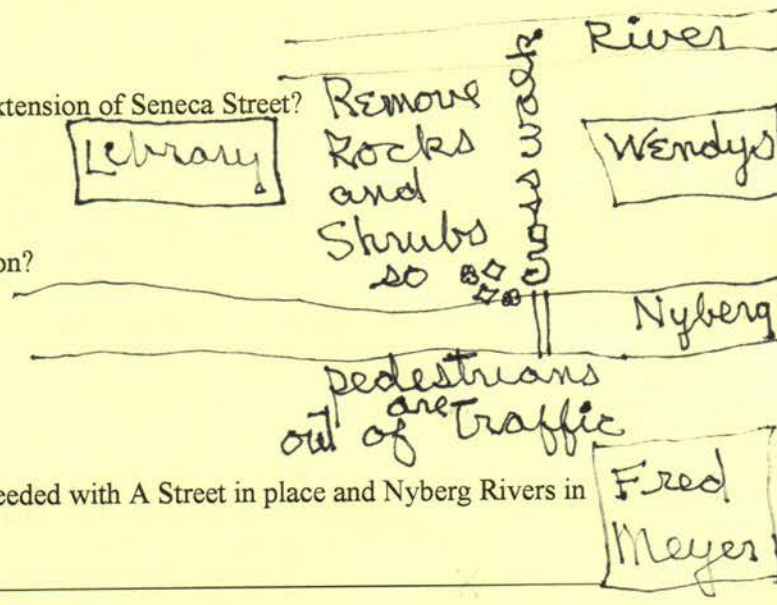 River
xtension of Seneca Street?
Remove
Rocks
and
Shrubs
so
Library
crosswalk
Wendys
on?
Nyberg
pedestrians
are
out of Traffic
eeded with A Street in place and Nyberg Rivers in
Fred
Meyer